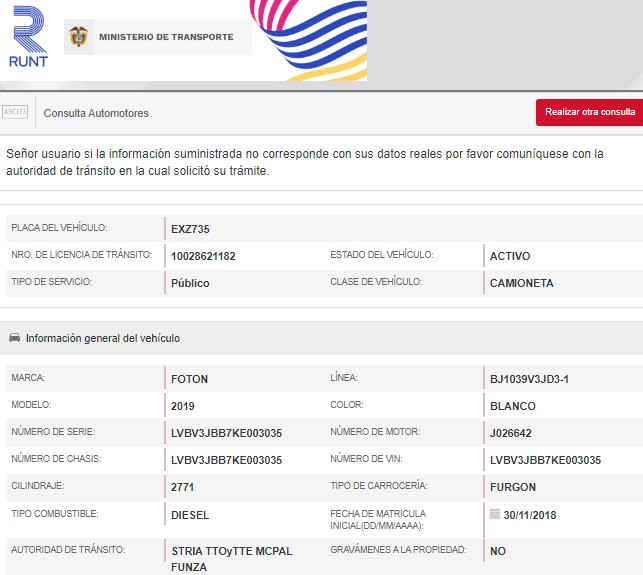 RUNT
MINISTERIO DE TRANSPORTE
ABC123
Consulta Automotores
Realizar otra consulta
Señor usuario si la información suministrada no corresponde con sus datos reales por favor comuníquese con la
autoridad de tránsito en la cual solicitó su trámite.
PLACA DEL VEHÍCULO: EXZ735
NRO. DE LICENCIA DE TRÁNSITO: 10028621182 ESTADO DEL VEHÍCULO: ACTIVO
TIPO DE SERVICIO: Público CLASE DE VEHÍCULO: CAMIONETA
Información general del vehículo
MARCA: FOTON LÍNEA: BJ1039V3JD3-1
MODELO: 2019 COLOR: BLANCO
NÚMERO DE SERIE: LVBV3JBB7KE003035 NÚMERO DE MOTOR: J026642
NÚMERO DE CHASIS: LVBV3JBB7KE003035 NÚMERO DE VIN: LVBV3JBB7KE003035
CILINDRAJE: 2771 TIPO DE CARROCERÍA: FURGON
TIPO COMBUSTIBLE: DIESEL FECHA DE MATRICULA
INICIAL(DD/MM/AAAA): 30/11/2018
AUTORIDAD DE TRÁNSITO: STRIA TTOyTTE MCPAL
FUNZA
GRAVÁMENES A LA PROPIEDAD: NO